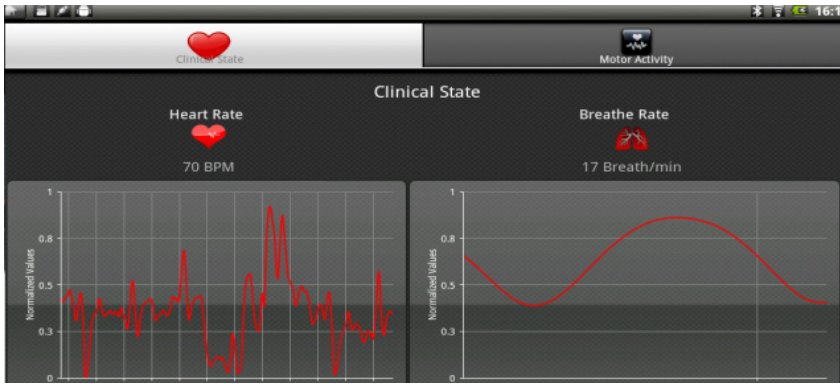 16:1
Clinical State
Motor Activity
Clinical State
Heart Rate
Breathe Rate
70 BPM
17 Breath/min
Normalized Values
1
0.8
0.5
0.3
0
Normalized Values
1
0.8
0.5
0.3
0